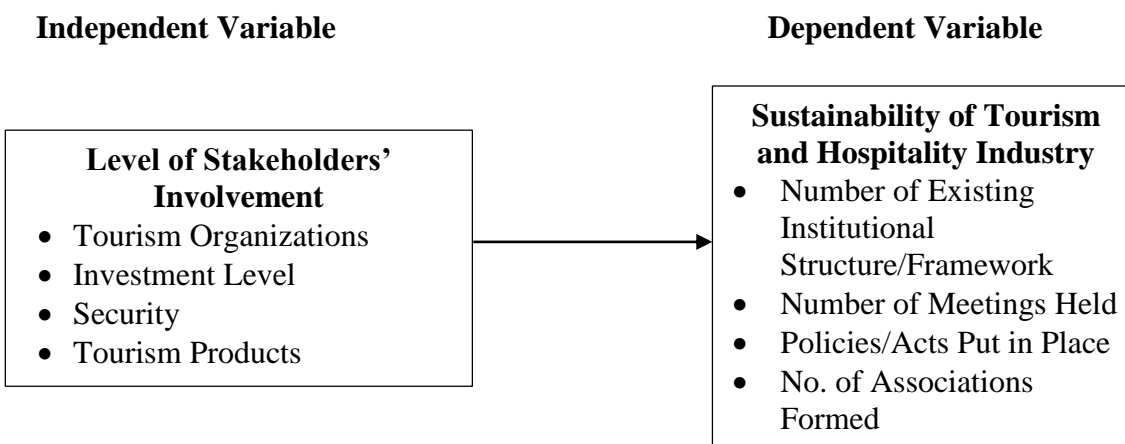 Independent Variable
Dependent Variable
Level of Stakeholders’
Involvement
• Tourism Organizations
• Investment Level
• Security
• Tourism Products
Sustainability of Tourism
and Hospitality Industry
• Number of Existing
Institutional
Structure/Framework
• Number of Meetings Held
• Policies/Acts Put in Place
• No. of Associations
Formed